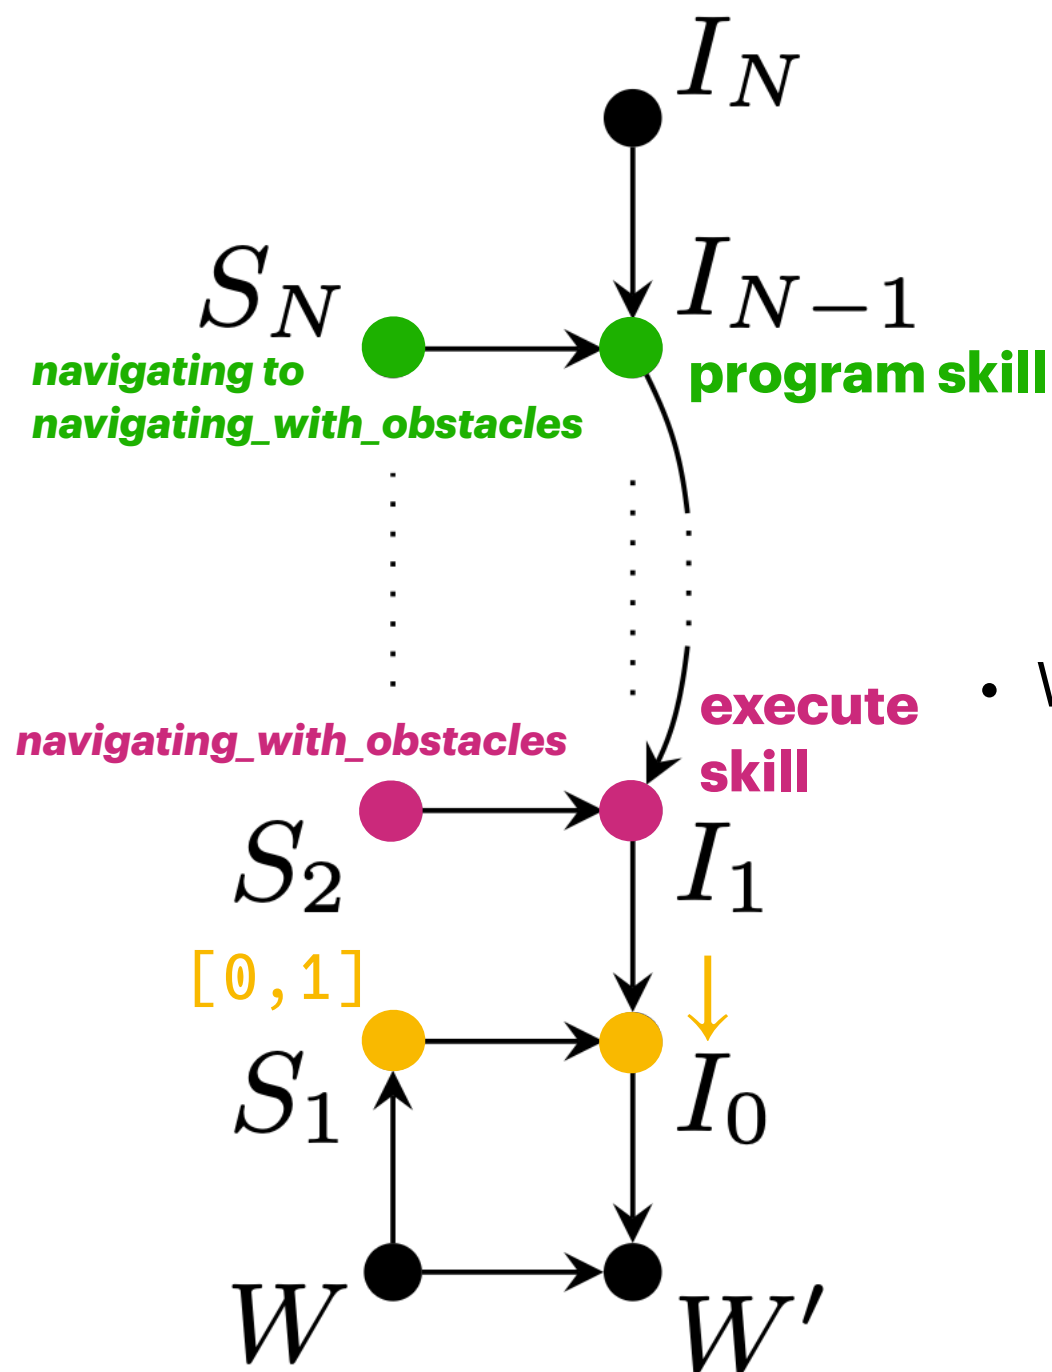 I_N
S_N
I_{N-1}
navigating to
navigating_with_obstacles
program skill
execute
skill
navigating_with_obstacles
S_2
I_1
[0,1]
↓
S_1
I_0
W
W'